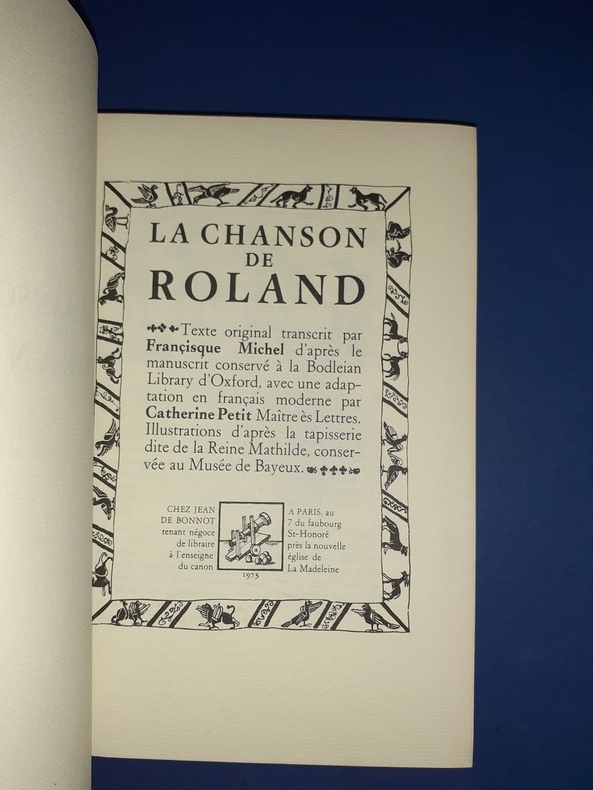 LA CHANSON
DE
ROLAND
Texte original transcrit par
Françisque Michel d'après le
manuscrit conservé à la Bodleian
Library d'Oxford, avec une adap-
tation en français moderne par
Catherine Petit Maître ès Lettres.
Illustrations d'après la tapisserie
dite de la Reine Mathilde, conser-
vée au Musée de Bayeux.
CHEZ JEAN
DE BONNOT
tenant négoce
de libraire
à l'enseigne
du canon
1975
A PARIS. au
7 du faubourg
St-Honoré
près la nouvelle
église de
La Madeleine